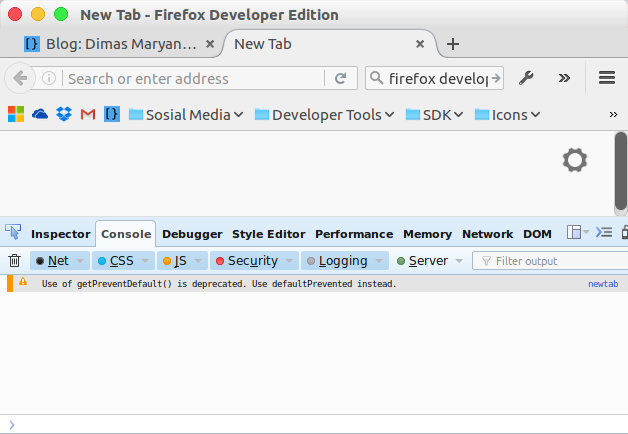 New Tab - Firefox Developer Edition
Blog: Dimas Maryan... New Tab
Search or enter address firefox develop
Sosial Media Developer Tools SDK Icons
Inspector Console Debugger Style Editor Performance Memory Network DOM
Net CSS JS Security Logging Server Filter output
Use of getPreventDefault() is deprecated. Use defaultPrevented instead. newtab